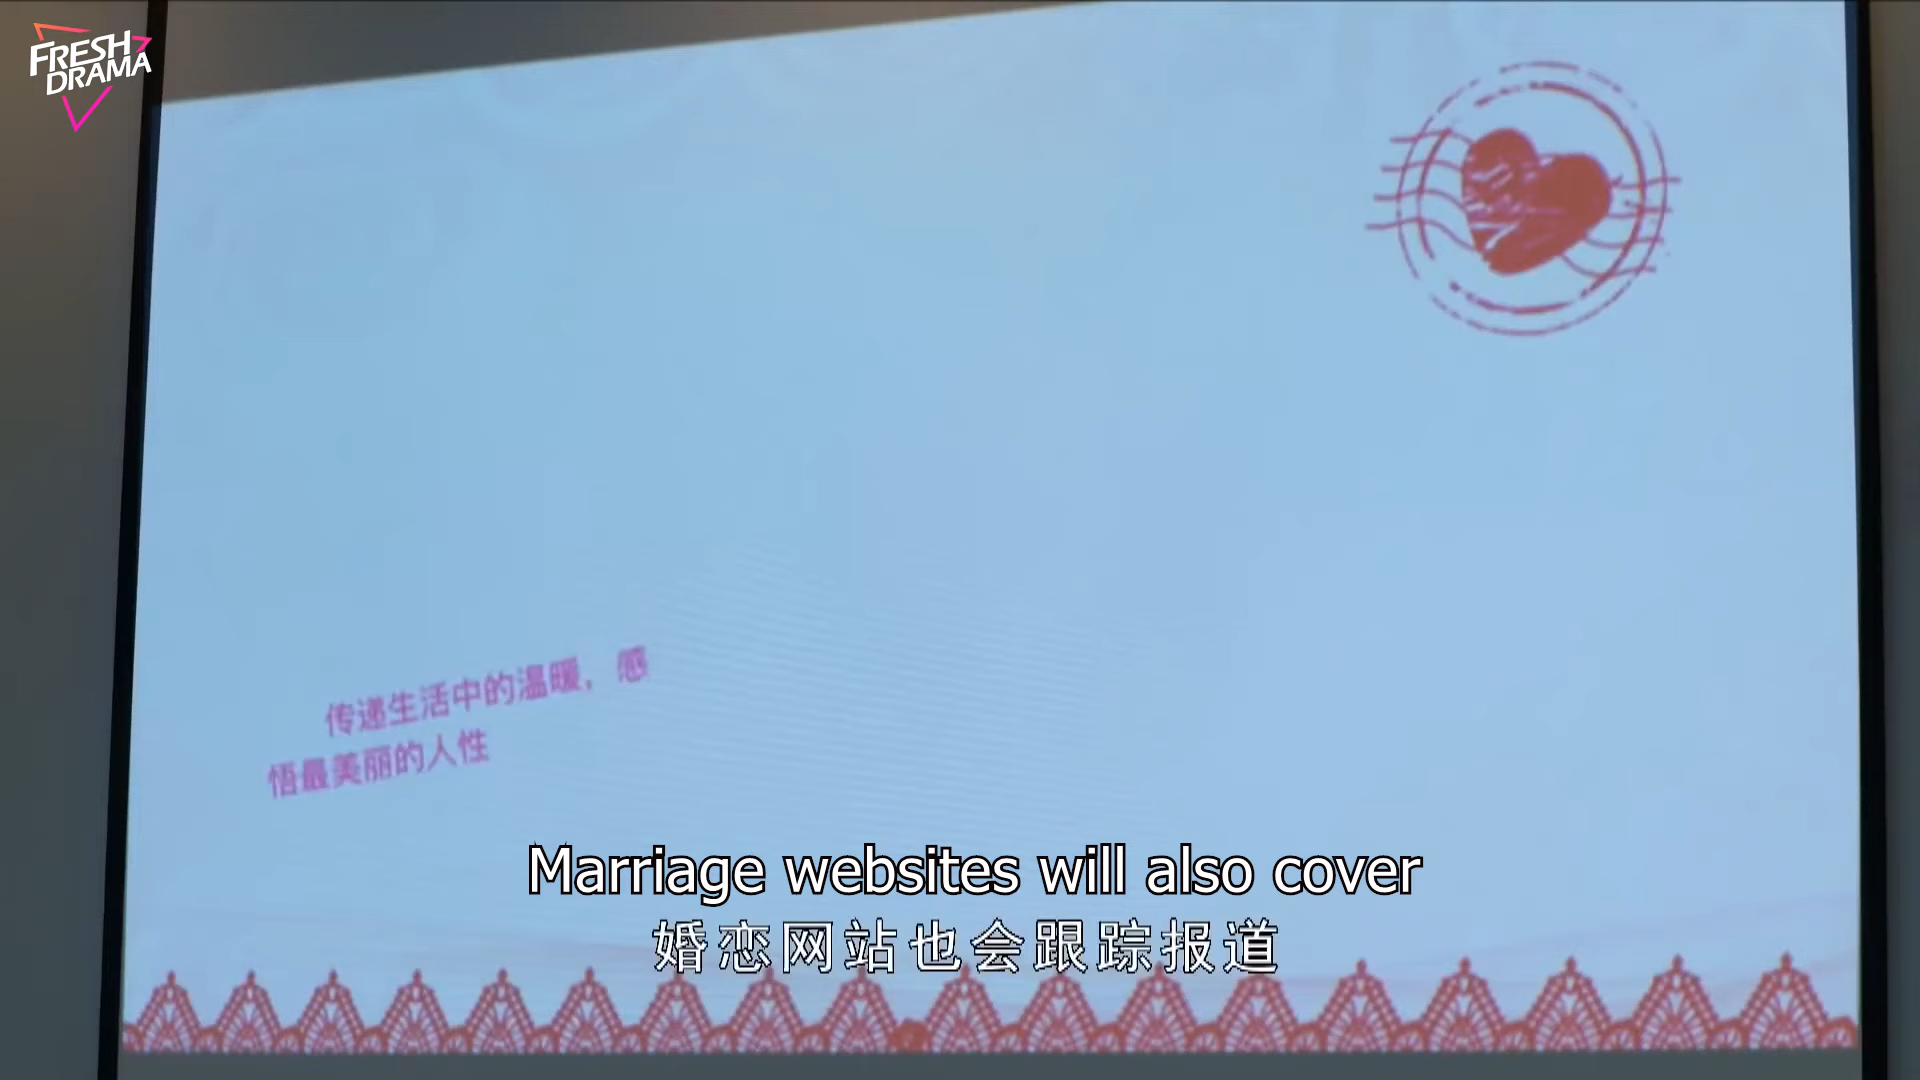 FRESH
DRAMA
传递生活中的温暖，感
悟最美丽的人性
Marriage websites will also cover
婚恋网站也会跟踪报道